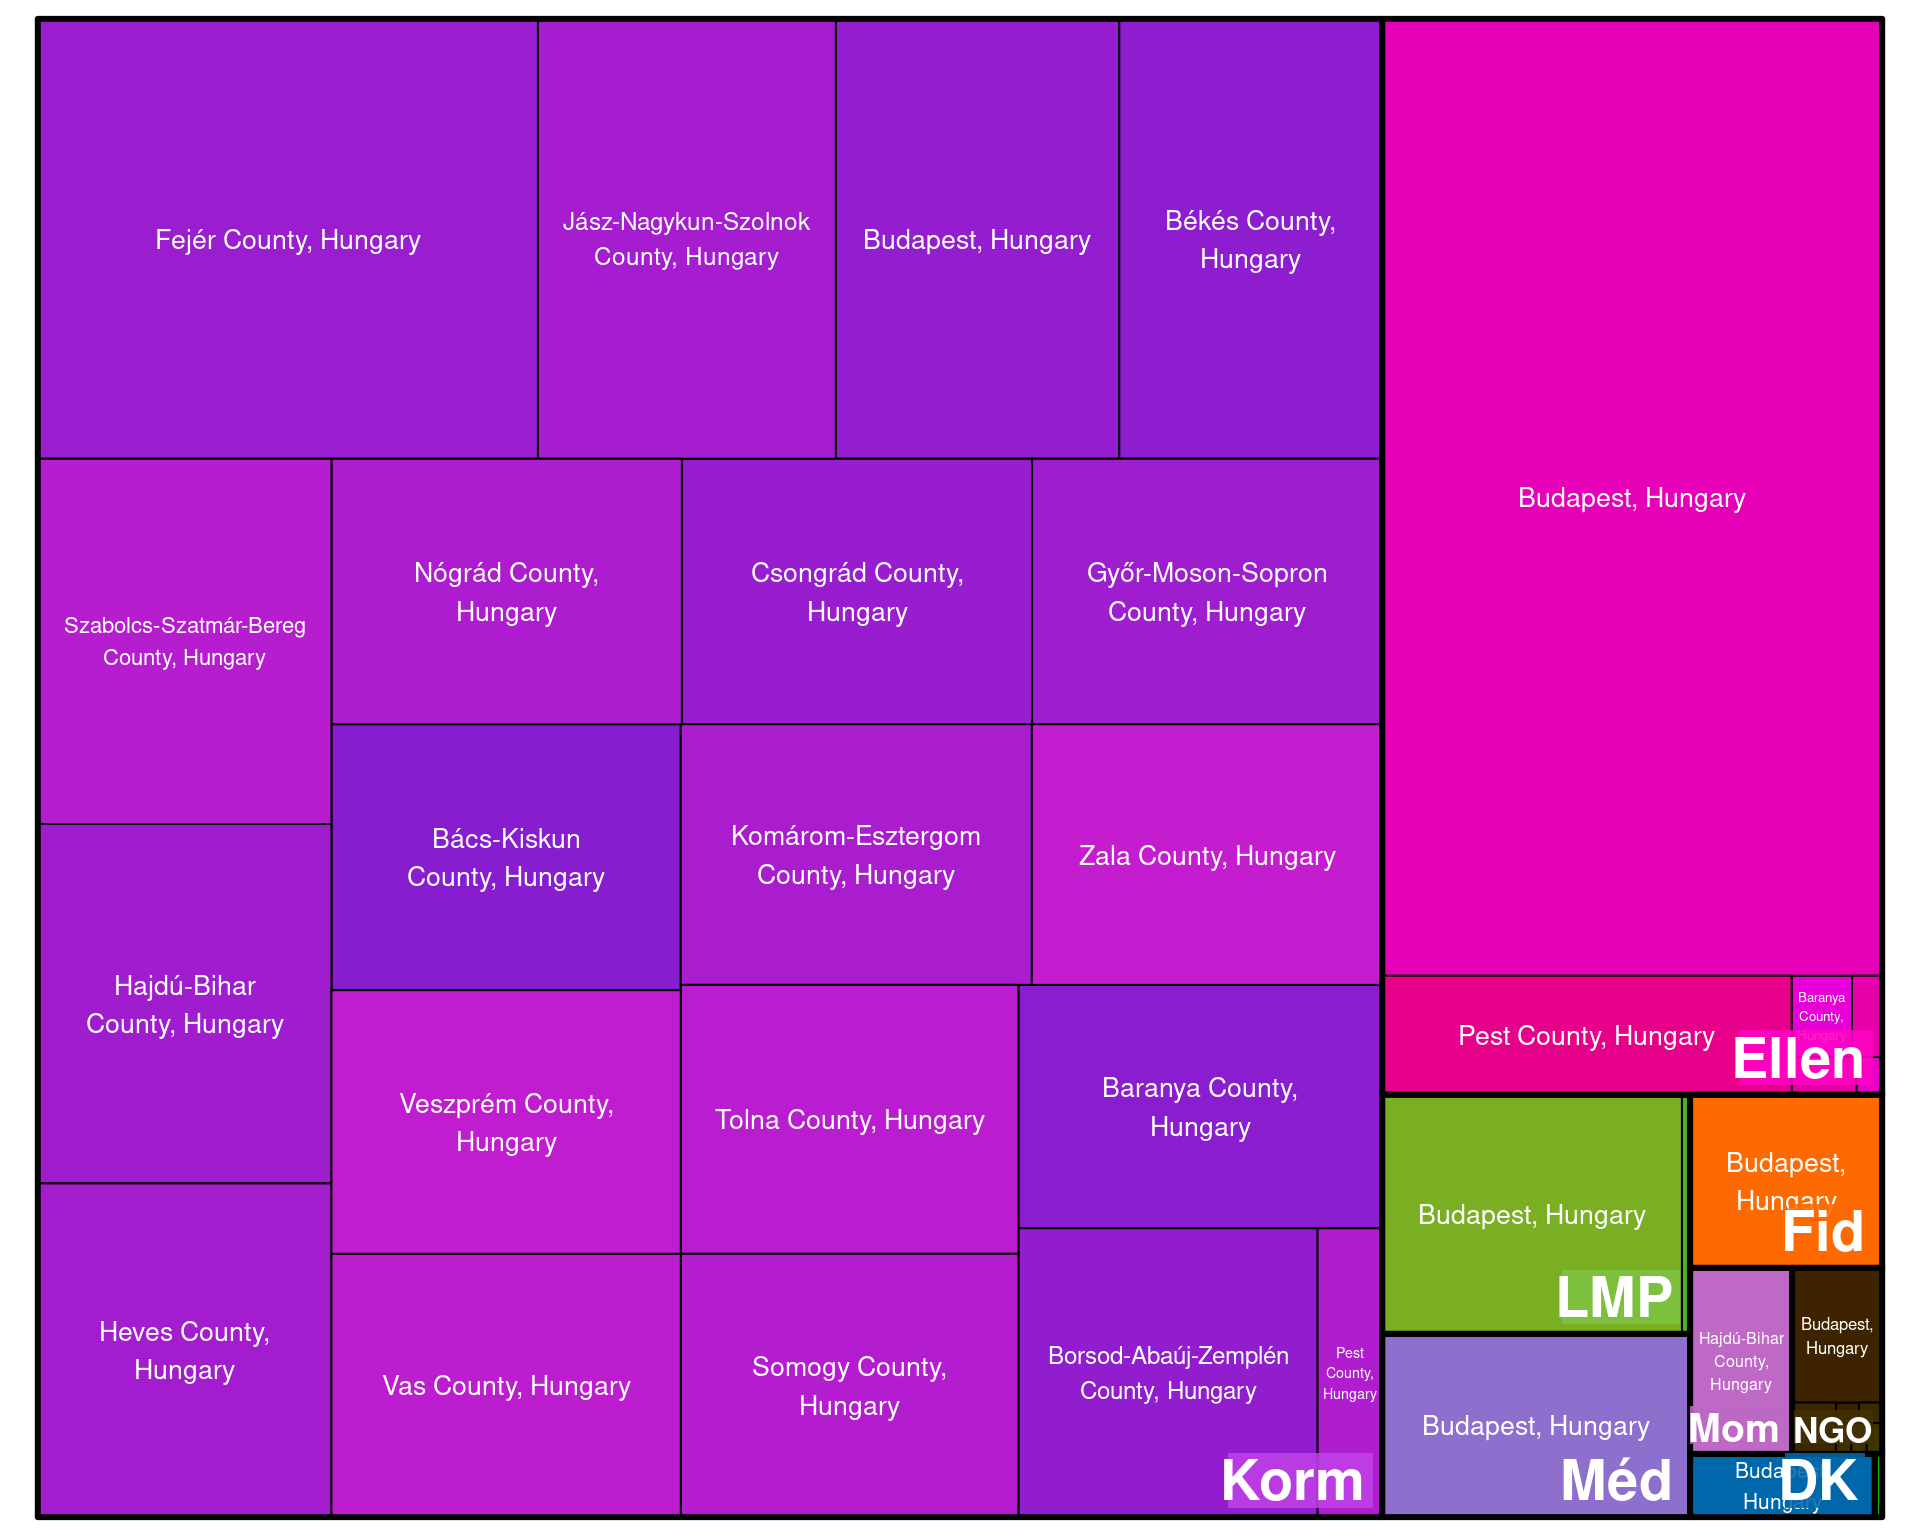 Fejér County, Hungary
Jász-Nagykun-Szolnok
County, Hungary
Budapest, Hungary
Békés County,
Hungary
Szabolcs-Szatmár-Bereg
County, Hungary
Nógrád County,
Hungary
Csongrád County,
Hungary
Győr-Moson-Sopron
County, Hungary
Hajdú-Bihar
County, Hungary
Bács-Kiskun
County, Hungary
Komárom-Esztergom
County, Hungary
Zala County, Hungary
Heves County,
Hungary
Veszprém County,
Hungary
Tolna County, Hungary
Baranya County,
Hungary
Vas County, Hungary
Somogy County,
Hungary
Borsod-Abaúj-Zemplén
County, Hungary
Pest
County,
Hungary
Korm
Budapest, Hungary
Pest County, Hungary
Baranya
County,
Hungary
Ellen
Budapest, Hungary
LMP
Budapest,
Hungary
Fid
Budapest, Hungary
Méd
Hajdú-Bihar
County,
Hungary
Mom
Budapest,
Hungary
NGO
Budapest,
Hungary
DK